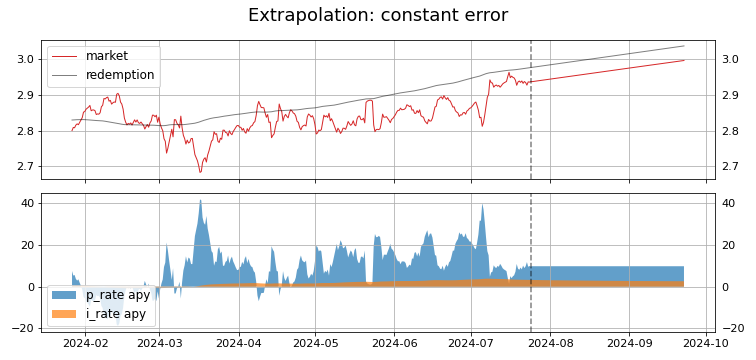 Extrapolation: constant error
3.0 3.0
market
redemption
2.9 2.9
2.8 2.8
2.7 2.7
40 40
20 20
0 0
p_rate apy
i_rate apy
−20 −20
2024-02 2024-03 2024-04 2024-05 2024-06 2024-07 2024-08 2024-09 2024-10